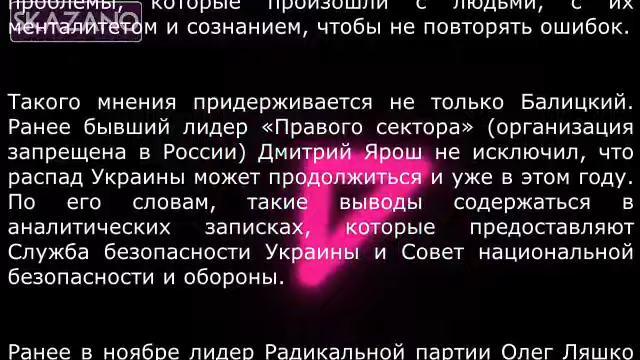 SKAZANO
проблемы, которые произошли с людьми, с их
менталитетом и сознанием, чтобы не повторять ошибок.
Такого мнения придерживается не только Балицкий.
Ранее бывший лидер «Правого сектора» (организация
запрещена в России) Дмитрий Ярош не исключил, что
распад Украины может продолжиться и уже в этом году.
По его словам, такие выводы содержаться в
аналитических записках, которые предоставляют
Служба безопасности Украины и Совет национальной
безопасности и обороны.
Ранее в ноябре лидер Радикальной партии Олег Ляшко